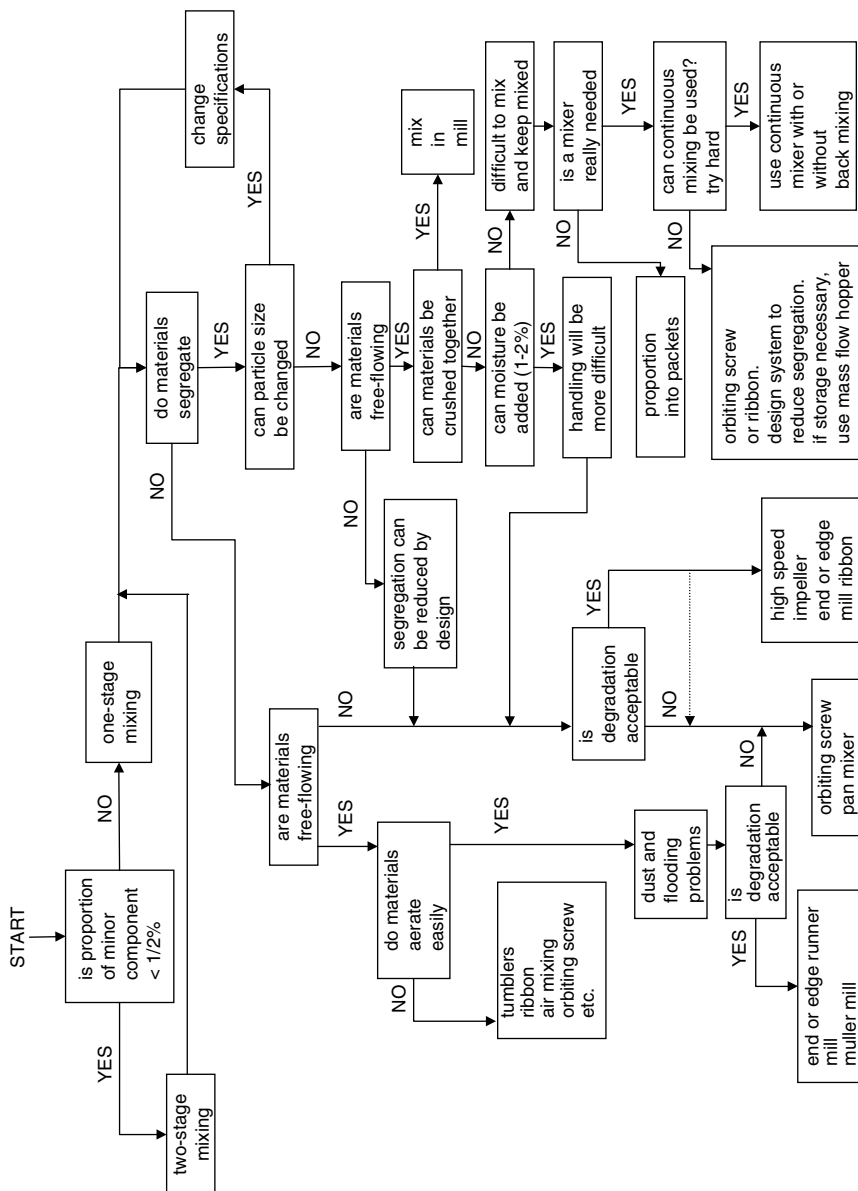 START
is proportion
of minor
component
< 1/2%
YES
NO
two-stage
mixing
one-stage
mixing
do materials
segregate
NO
YES
can particle size
be changed
YES
change
specifications
NO
are materials
free-flowing
NO
YES
segregation can
be reduced by
design
can materials be
crushed together
YES
mix
in
mill
NO
can moisture be
added (1-2%)
NO
YES
difficult to mix
and keep mixed
handling will be
more difficult
is a mixer
really needed
NO
YES
proportion
into packets
can continuous
mixing be used?
try hard
NO
YES
orbiting screw
or ribbon.
design system to
reduce segregation.
if storage necessary,
use mass flow hopper
use continuous
mixer with or
without
back mixing
are materials
free-flowing
YES
NO
do materials
aerate
easily
NO
YES
tumblers
ribbon
air mixing
orbiting screw
etc.
dust and
flooding
problems
is
degradation
acceptable
YES
NO
end or edge runner
mill
muller mill
is
degradation
acceptable
NO
YES
orbiting screw
pan mixer
high speed
impeller
end or edge
mill ribbon